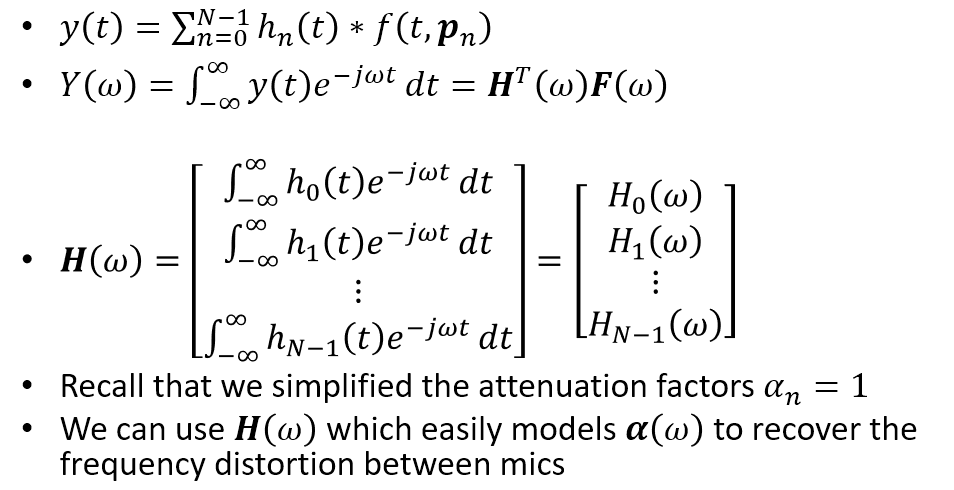 • y(t) = ∑_{n=0}^{N−1} h_n(t) ∗ f(t, 𝒑_n)
• Y(ω) = ∫_{−∞}^{∞} y(t)e^{−jωt} dt = 𝑯^T(ω)𝑭(ω)
• 𝑯(ω) = [ ∫_{−∞}^{∞} h_0(t)e^{−jωt} dt ; ∫_{−∞}^{∞} h_1(t)e^{−jωt} dt ; ⋮ ; ∫_{−∞}^{∞} h_{N−1}(t)e^{−jωt} dt ] = [ H_0(ω) ; H_1(ω) ; ⋮ ; H_{N−1}(ω) ]
• Recall that we simplified the attenuation factors α_n = 1
• We can use 𝑯(ω) which easily models 𝜶(ω) to recover the
frequency distortion between mics